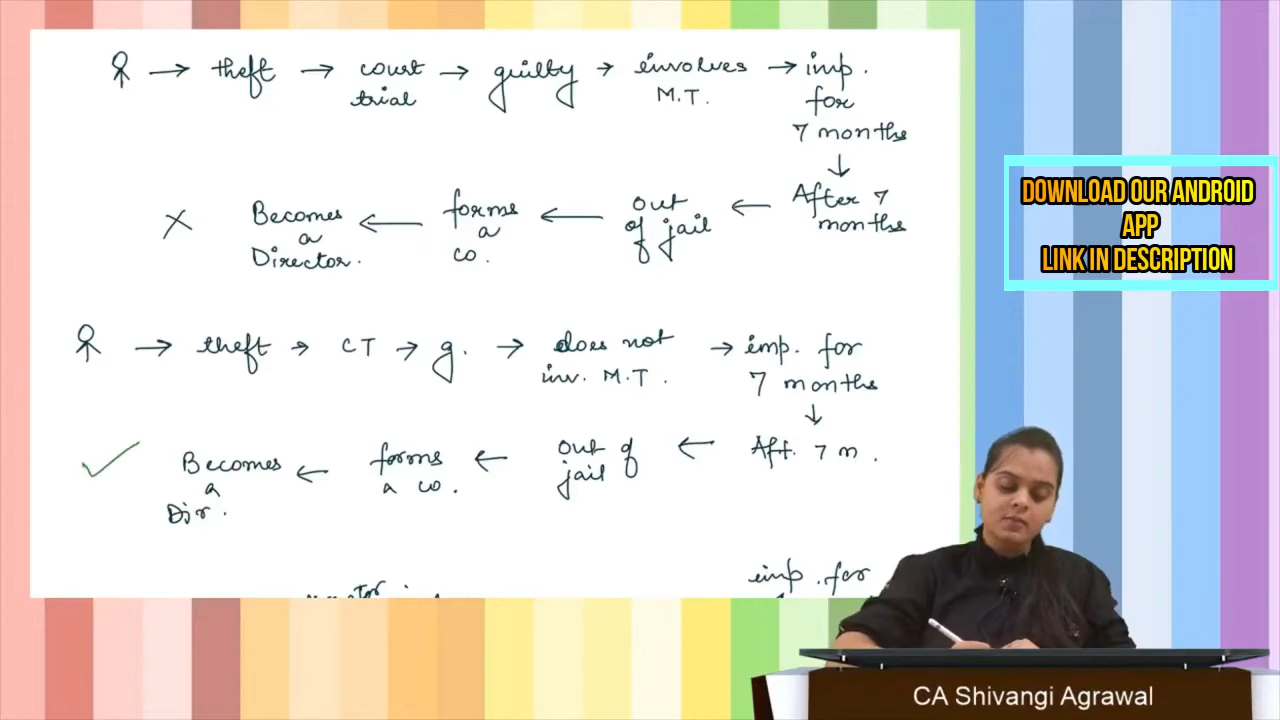 → theft → court → guilty → involves → imp.
trial M.T. for
7 months
↓
X Becomes ← forms ← out ← After 7
a a of jail months
Director. co.
→ theft → CT → g. → does not → imp. for
inv. M.T. 7 months
↓
✓ Becomes ← forms ← out of ← Aft. 7 m.
a a co. jail
Dir.
imp. for
DOWNLOAD OUR ANDROID
APP
LINK IN DESCRIPTION
CA Shivangi Agrawal